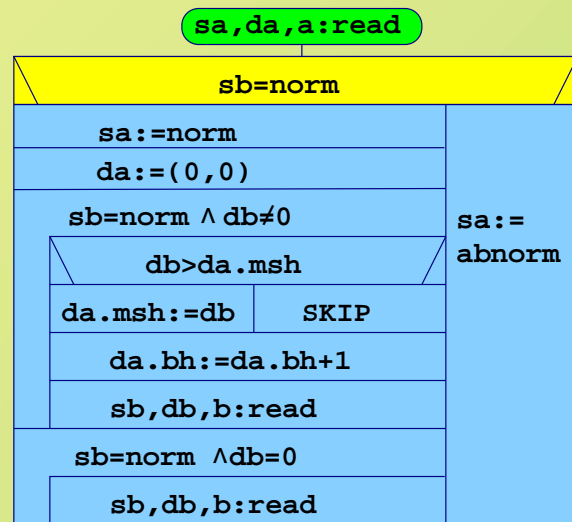 sa,da,a:read
sb=norm
sa:=norm
da:=(0,0)
sb=norm ∧ db≠0
db>da.msh
da.msh:=db
SKIP
da.bh:=da.bh+1
sb,db,b:read
sb=norm ∧db=0
sb,db,b:read
sa:=
abnorm